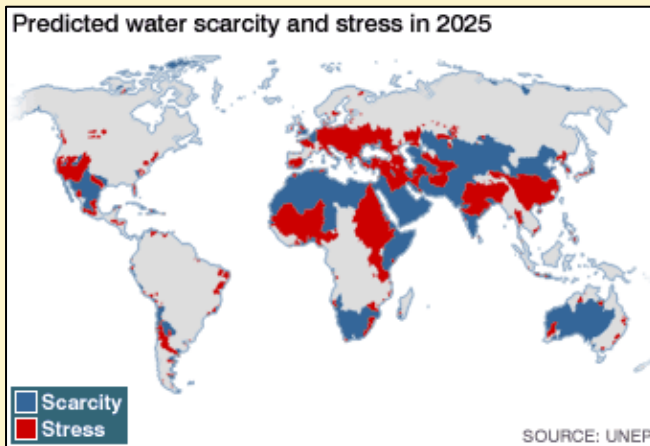 Predicted water scarcity and stress in 2025
Scarcity
Stress
SOURCE: UNEP